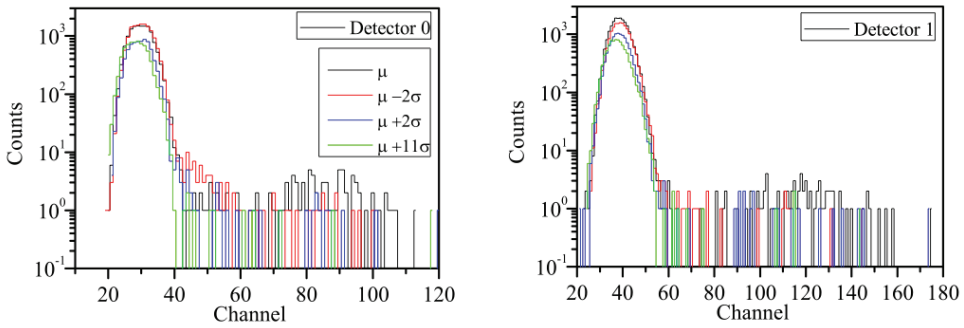 Detector 0
μ
μ −2σ
μ +2σ
μ +11σ
10³
10²
10¹
10⁰
10⁻¹
Counts
0 20 40 60 80 100 120
Channel
Detector 1
10³
10²
10¹
10⁰
10⁻¹
Counts
20 40 60 80 100 120 140 160 180
Channel